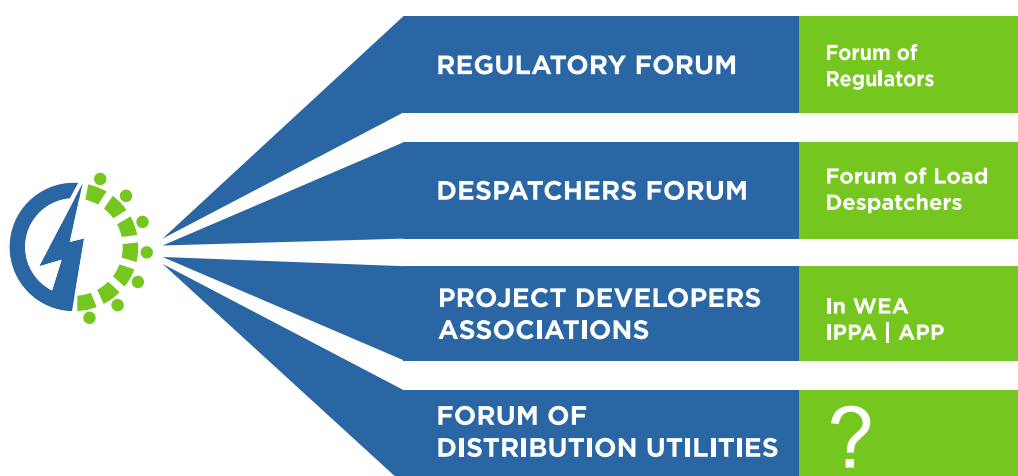 REGULATORY FORUM
Forum of
Regulators
DESPATCHERS FORUM
Forum of Load
Despatchers
PROJECT DEVELOPERS
ASSOCIATIONS
In WEA
IPPA | APP
FORUM OF
DISTRIBUTION UTILITIES
?